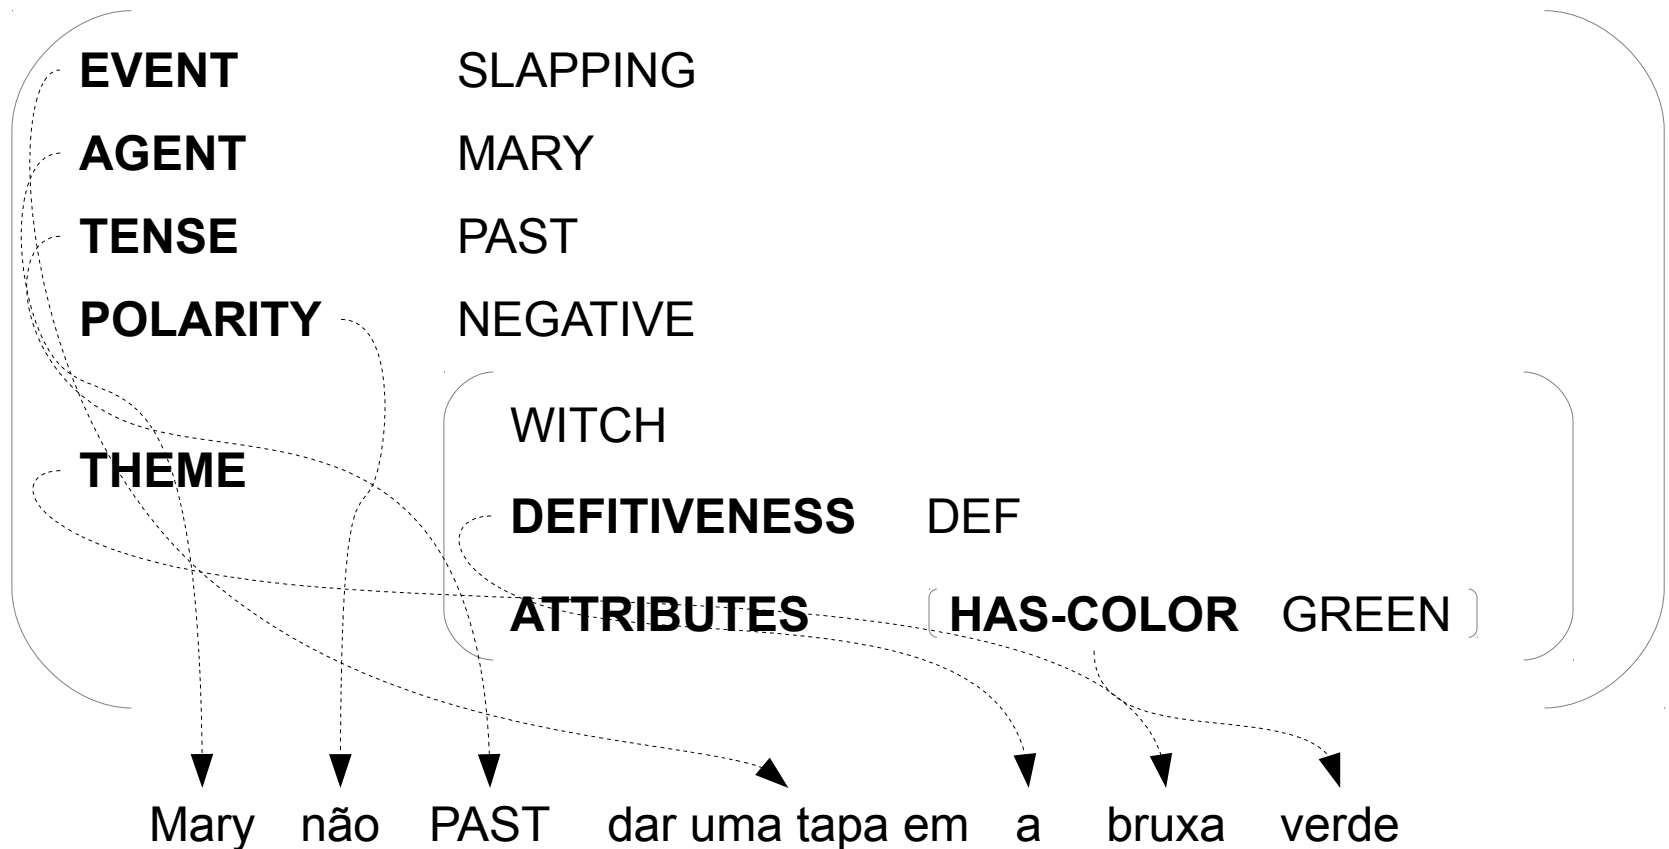 EVENT SLAPPING
AGENT MARY
TENSE PAST
POLARITY NEGATIVE
WITCH
THEME
DEFITIVENESS DEF
ATTRIBUTES HAS-COLOR GREEN
Mary não PAST dar uma tapa em a bruxa verde